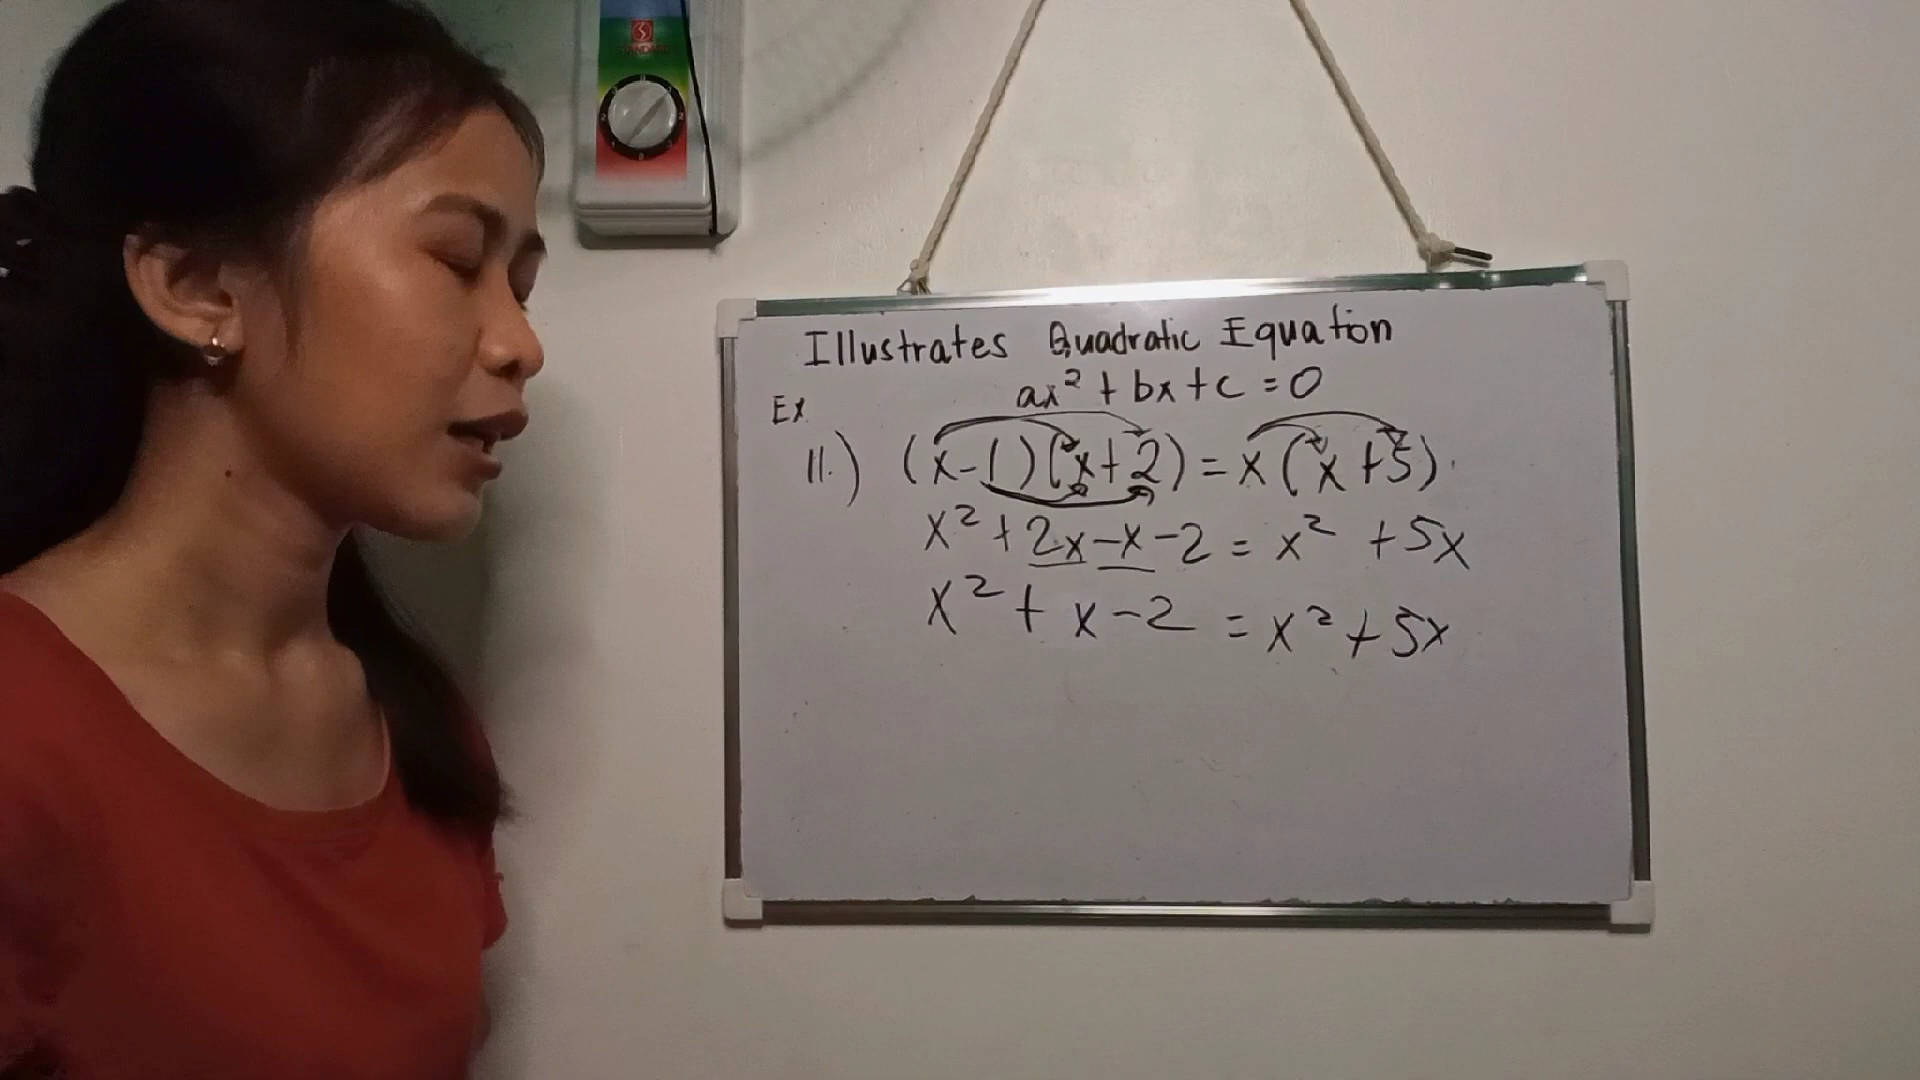 STANDARD
Illustrates Quadratic Equation
ax² + bx + c = 0
Ex
11.) (x-1)(x+2) = x(x+5)
x² + 2x - x - 2 = x² + 5x
x² + x - 2 = x² + 5x